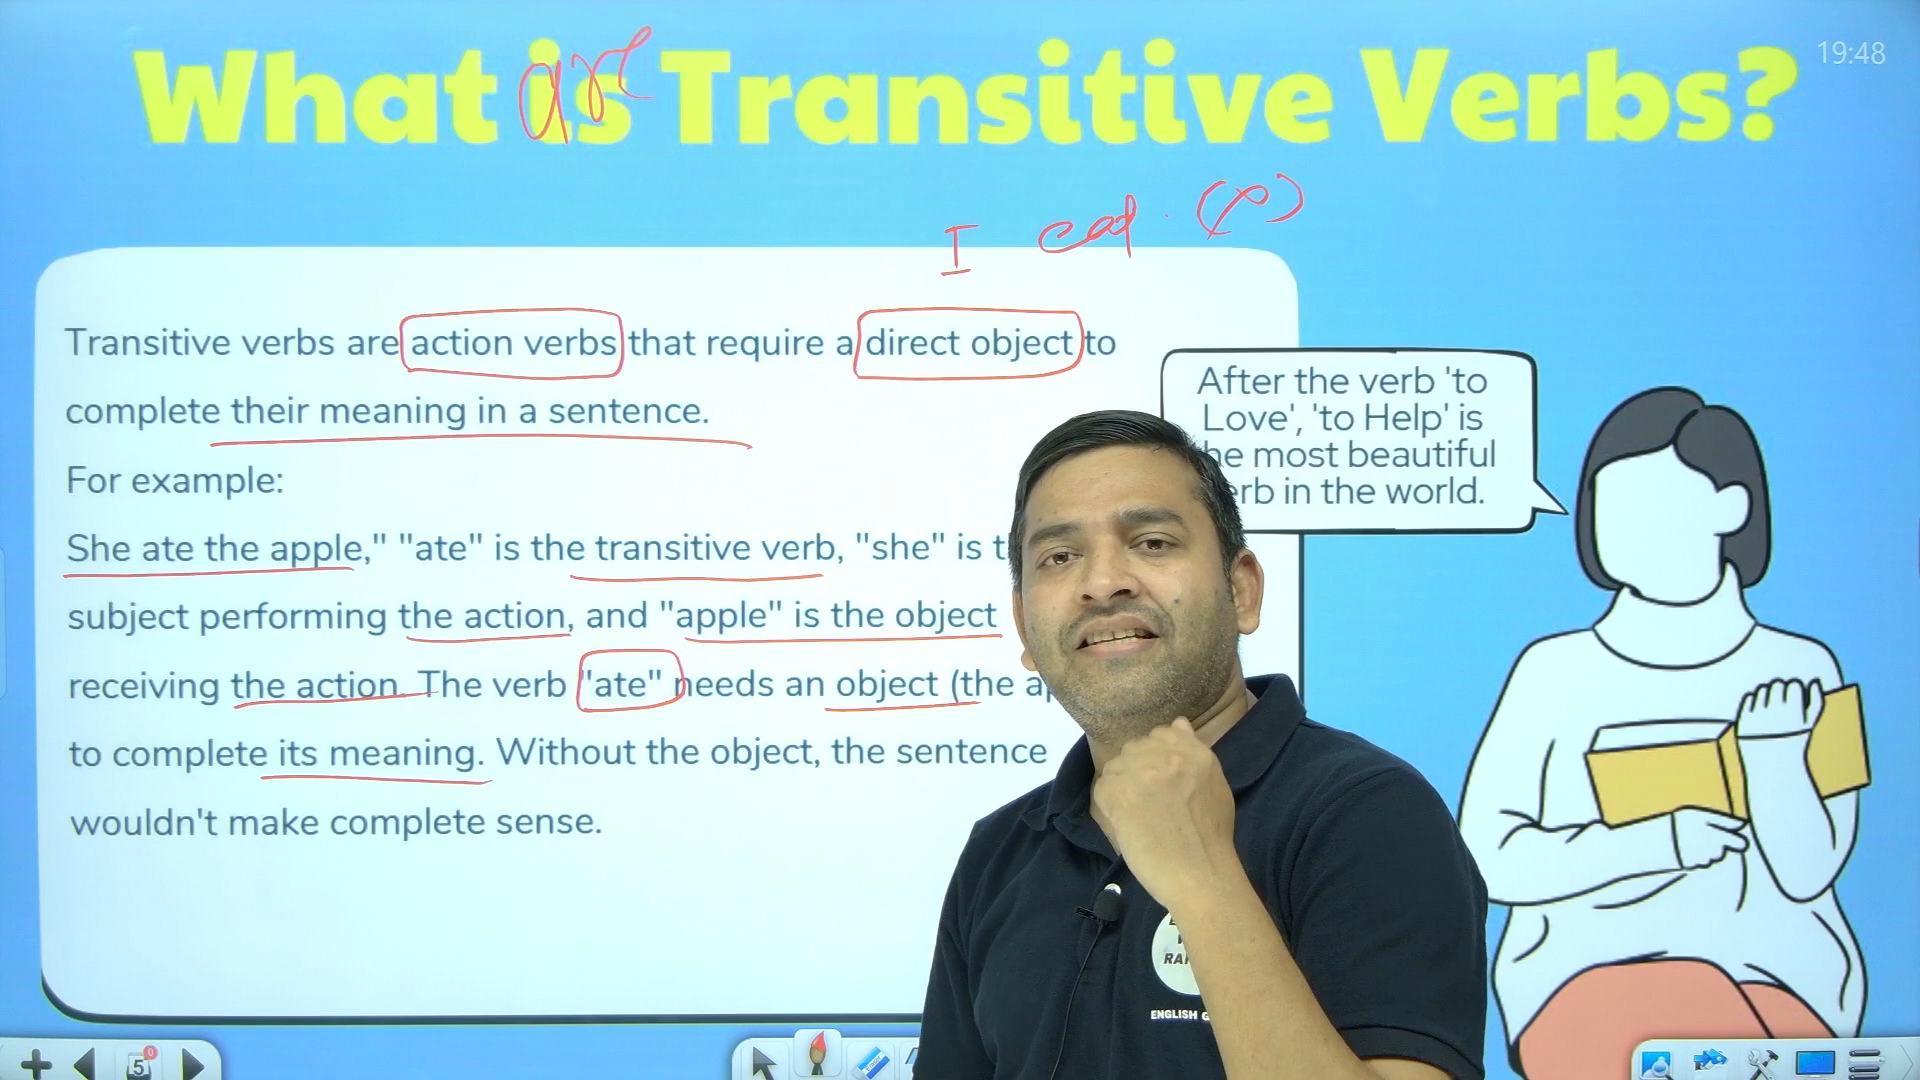 What is Transitive Verbs?
are
19:48
I eat. (
Transitive verbs are action verbs that require a direct object to
complete their meaning in a sentence.
For example:
She ate the apple," "ate" is the transitive verb, "she" is
subject performing the action, and "apple" is the object
receiving the action. The verb "ate" needs an object (the
to complete its meaning. Without the object, the sentence
wouldn't make complete sense.
After the verb 'to
Love', 'to Help' is
the most beautiful
verb in the world.
ENGLISH
5
0